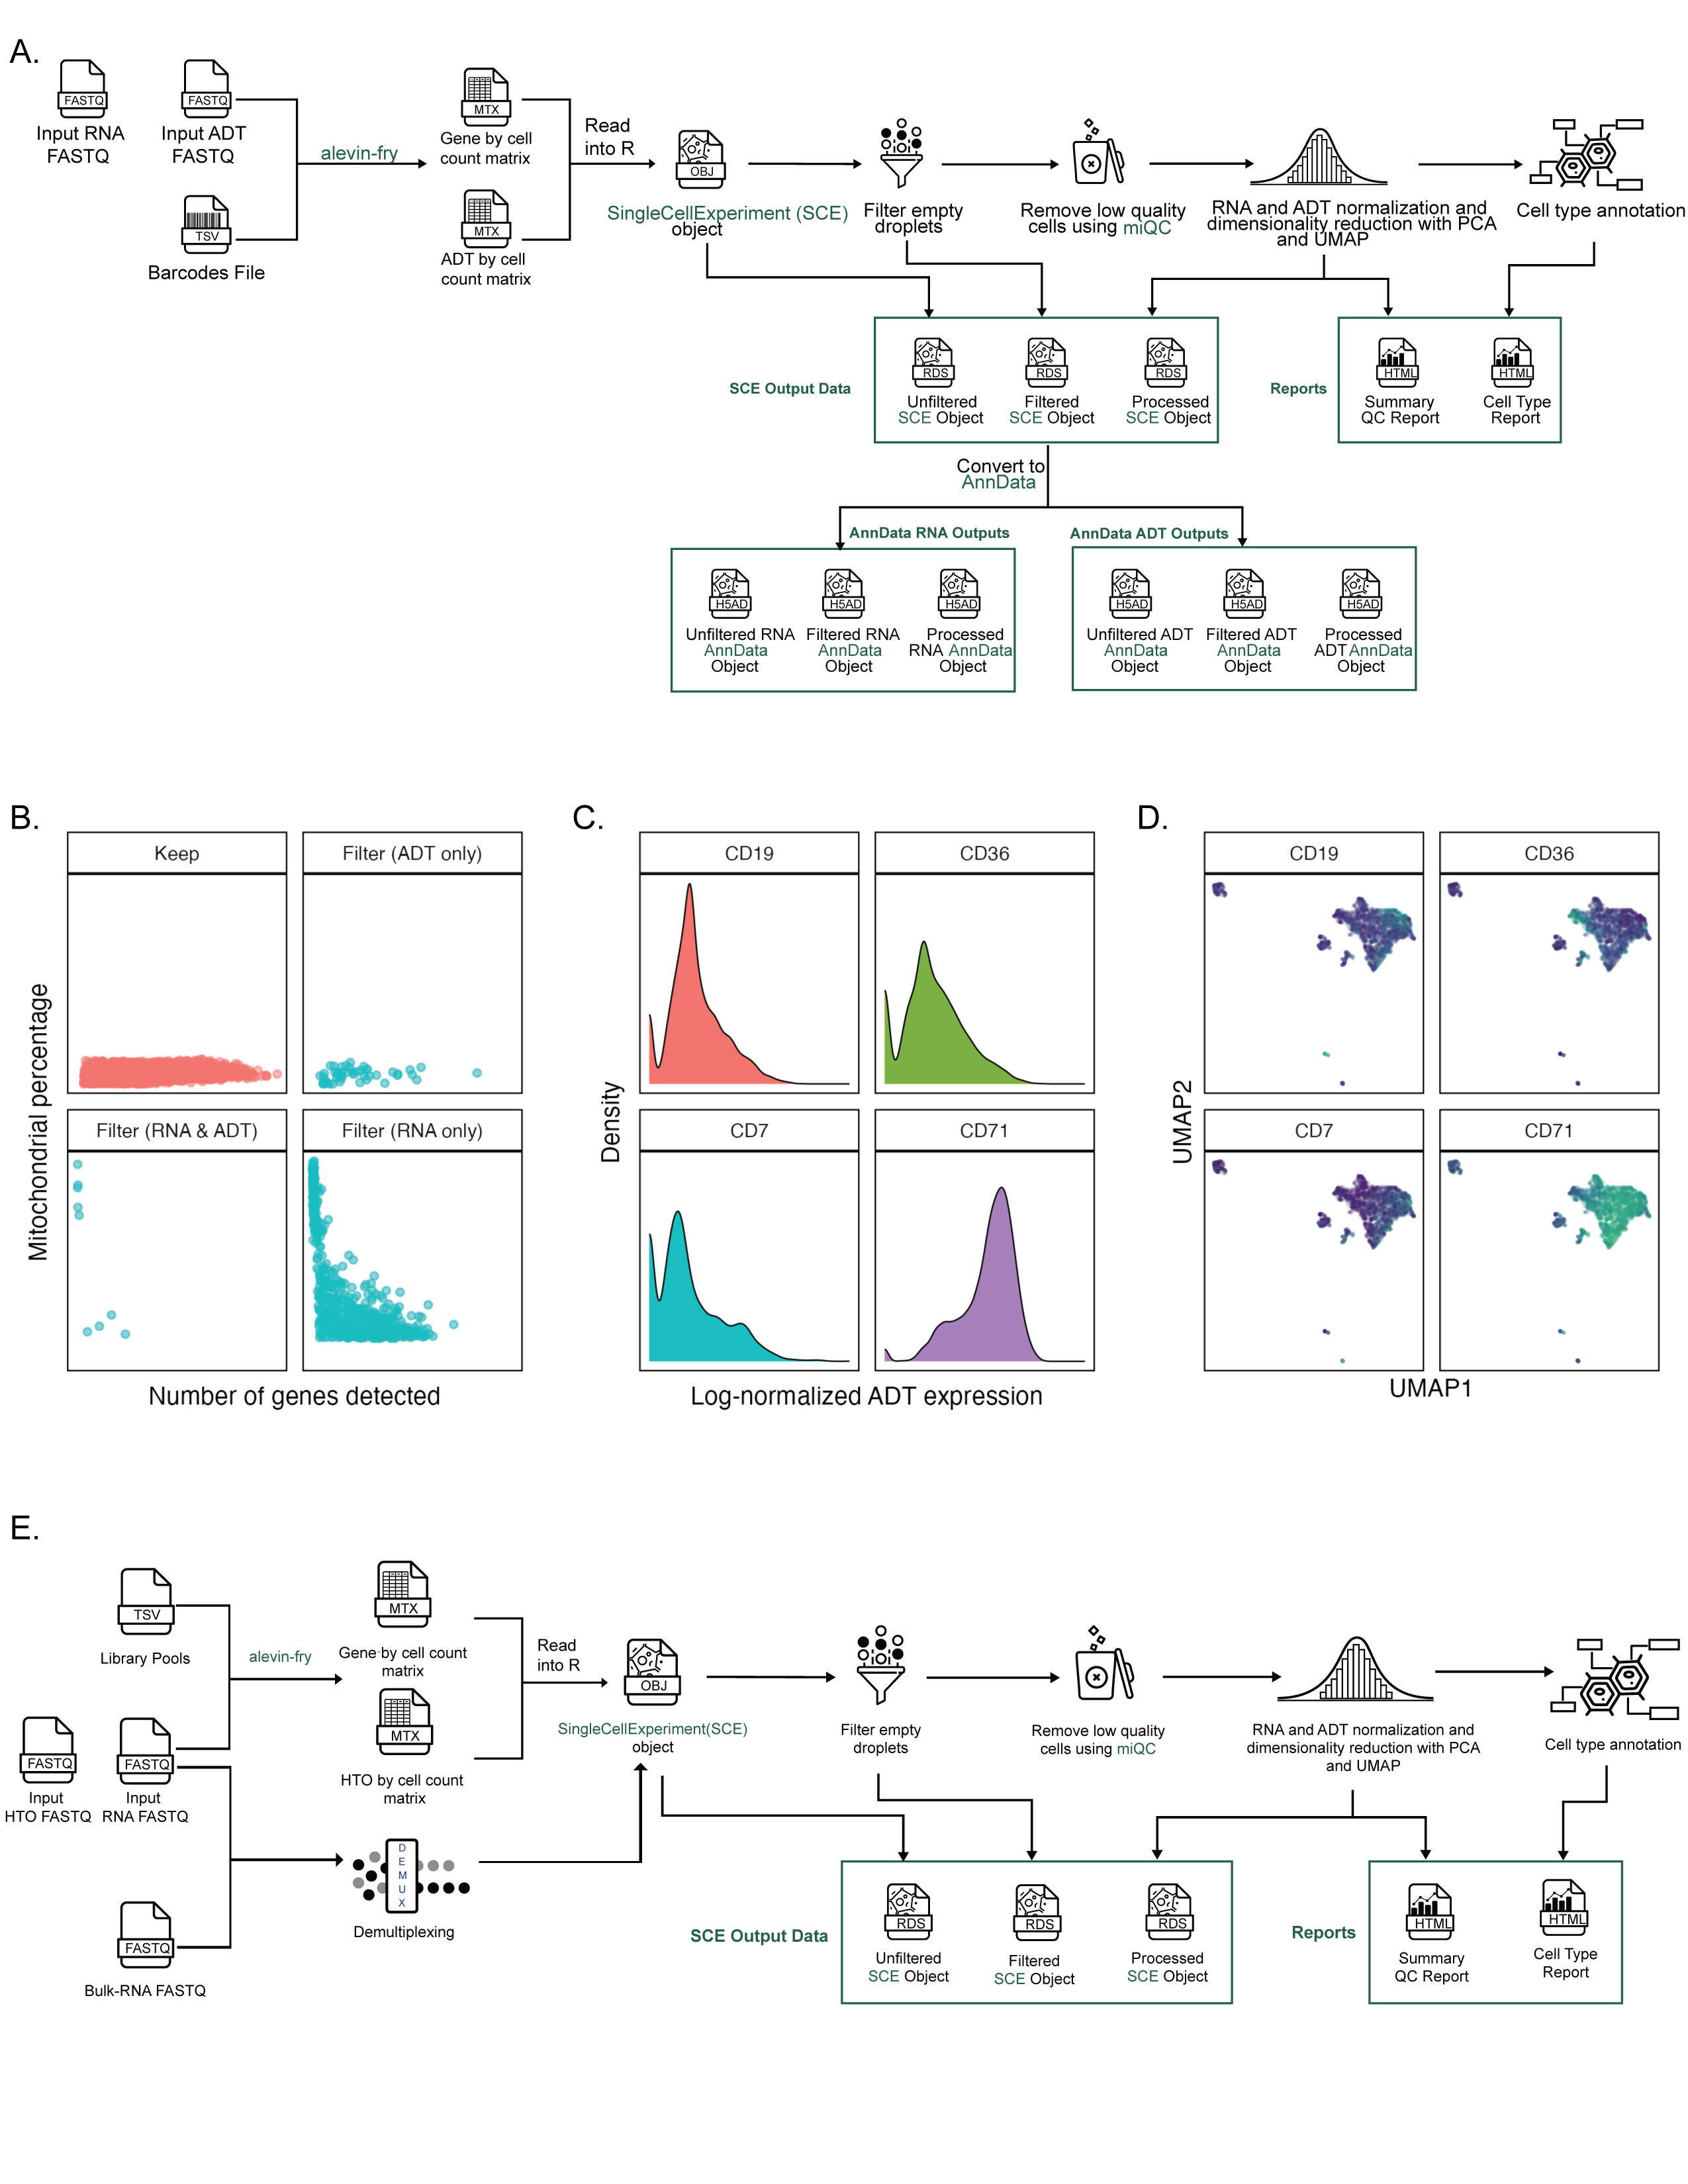 A.
FASTQ
Input RNA
FASTQ
FASTQ
Input ADT
FASTQ
TSV
Barcodes File
alevin-fry
MTX
Gene by cell
count matrix
MTX
ADT by cell
count matrix
Read
into R
OBJ
SingleCellExperiment (SCE)
object
Filter empty
droplets
Remove low quality
cells using miQC
RNA and ADT normalization and
dimensionality reduction with PCA
and UMAP
Cell type annotation
SCE Output Data
RDS
Unfiltered
SCE Object
RDS
Filtered
SCE Object
RDS
Processed
SCE Object
Reports
HTML
Summary
QC Report
HTML
Cell Type
Report
Convert to
AnnData
AnnData RNA Outputs
H5AD
Unfiltered RNA
AnnData
Object
H5AD
Filtered RNA
AnnData
Object
H5AD
Processed
RNA AnnData
Object
AnnData ADT Outputs
H5AD
Unfiltered ADT
AnnData
Object
H5AD
Filtered ADT
AnnData
Object
H5AD
Processed
ADT AnnData
Object
B.
Keep
Filter (ADT only)
Filter (RNA & ADT)
Filter (RNA only)
Mitochondrial percentage
Number of genes detected
C.
CD19
CD36
CD7
CD71
Density
Log-normalized ADT expression
D.
CD19
CD36
CD7
CD71
UMAP2
UMAP1
E.
TSV
Library Pools
FASTQ
Input
HTO FASTQ
FASTQ
Input
RNA FASTQ
FASTQ
Bulk-RNA FASTQ
alevin-fry
MTX
Gene by cell count
matrix
MTX
HTO by cell count
matrix
DEMUX
Demultiplexing
Read
into R
OBJ
SingleCellExperiment(SCE)
object
Filter empty
droplets
Remove low quality
cells using miQC
RNA and ADT normalization and
dimensionality reduction with PCA
and UMAP
Cell type annotation
SCE Output Data
RDS
Unfiltered
SCE Object
RDS
Filtered
SCE Object
RDS
Processed
SCE Object
Reports
HTML
Summary
QC Report
HTML
Cell Type
Report